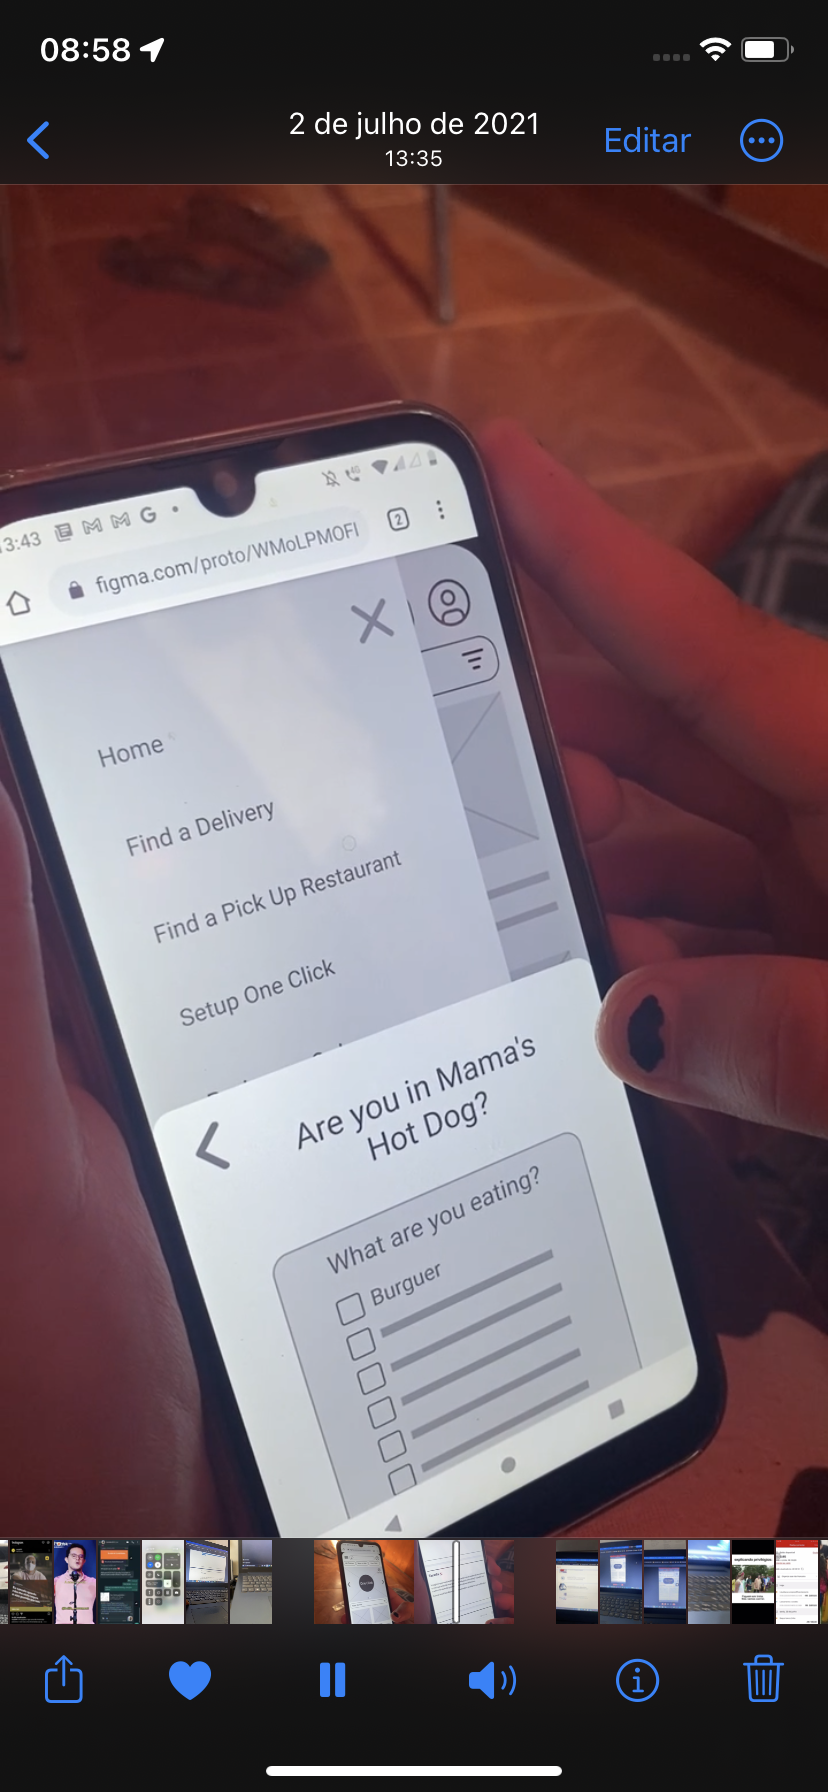 08:58
2 de julho de 2021
13:35
Editar
3:43
G
4G
figma.com/proto/WMoLPMOFI
2
Home
Find a Delivery
Find a Pick Up Restaurant
Setup One Click
Are you in Mama's
Hot Dog?
What are you eating?
Burguer